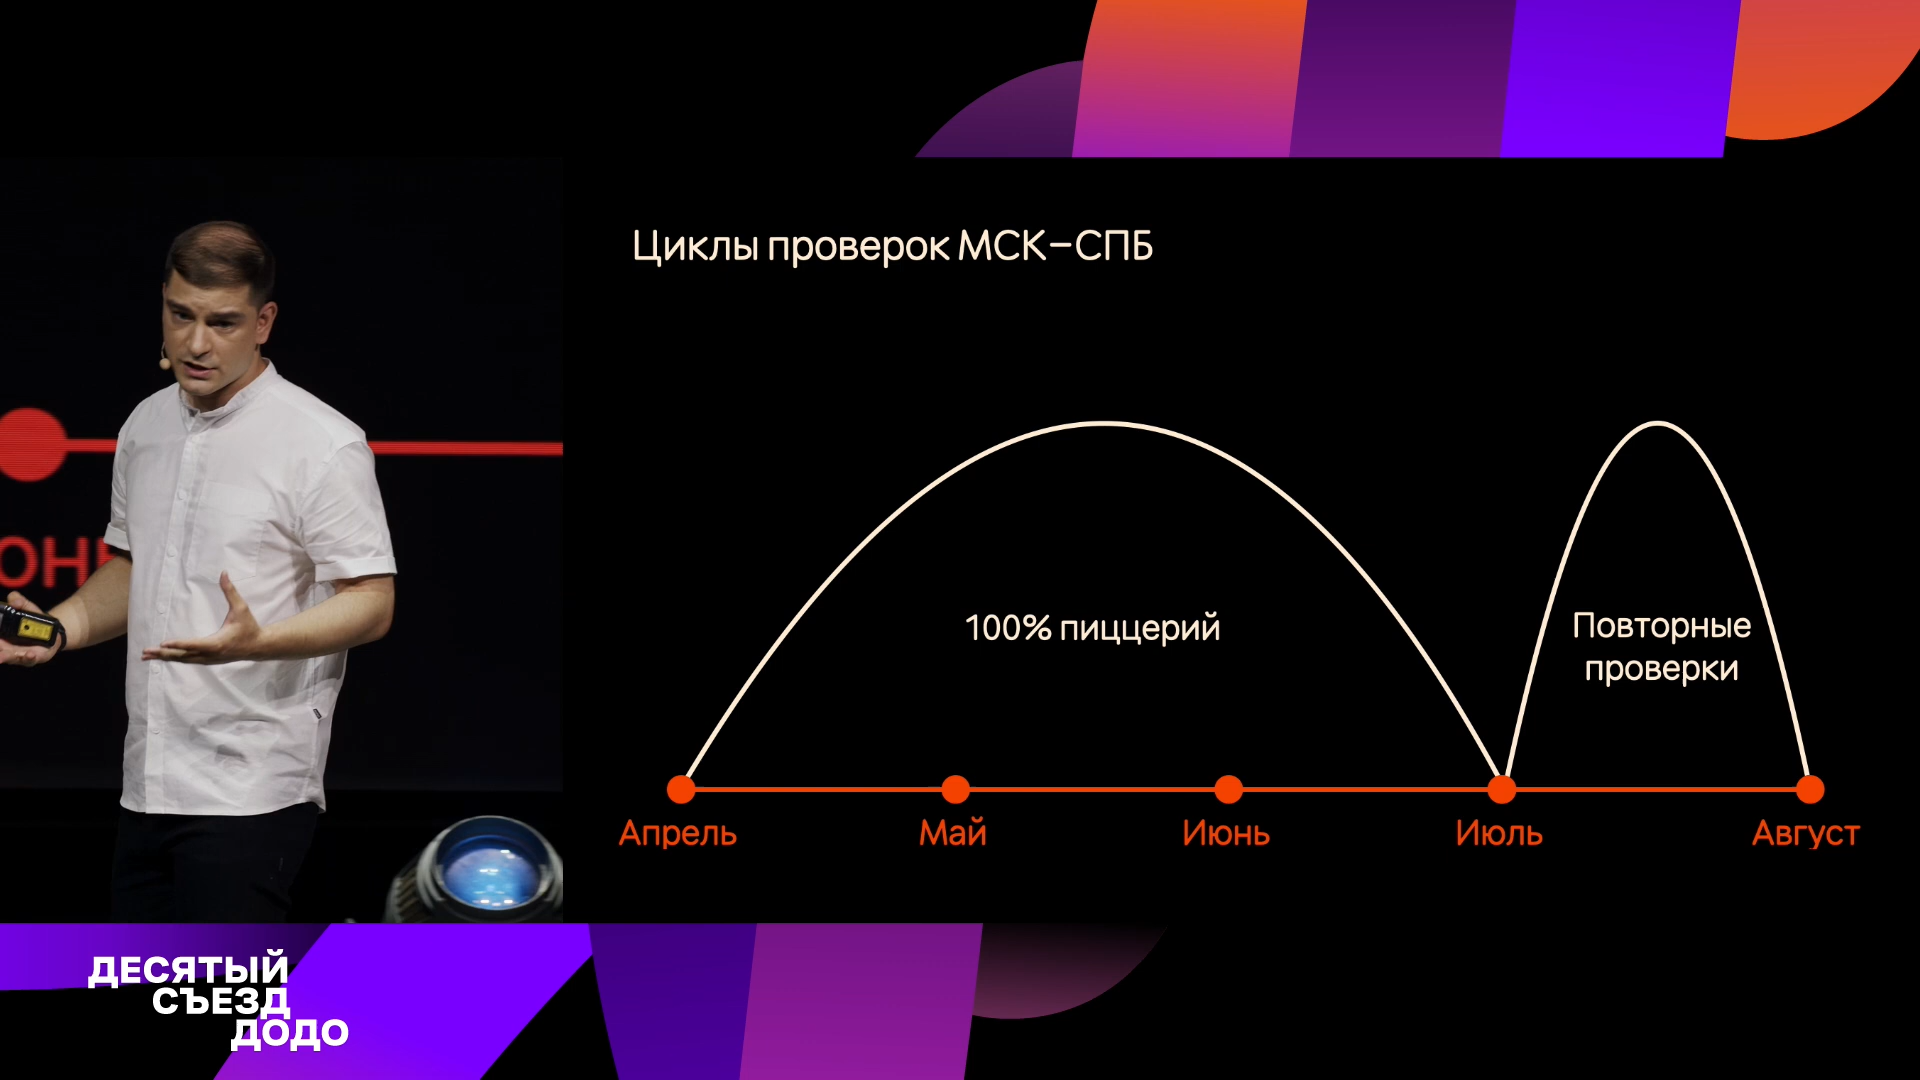 Циклы проверок МСК–СПБ
100% пиццерий
Повторные
проверки
Апрель
Май
Июнь
Июль
Август
ДЕСЯТЫЙ
СЪЕЗД
ДОДО